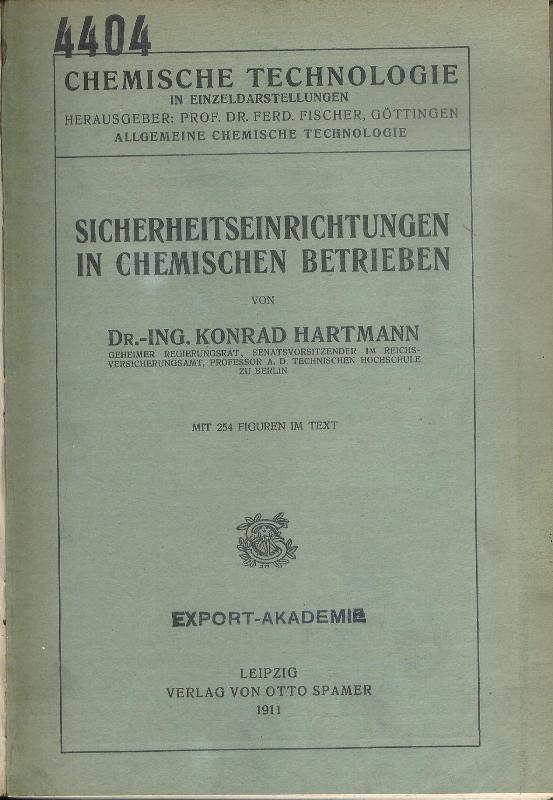 4404
CHEMISCHE TECHNOLOGIE
IN EINZELDARSTELLUNGEN
HERAUSGEBER: PROF. DR. FERD. FISCHER, GÖTTINGEN
ALLGEMEINE CHEMISCHE TECHNOLOGIE
SICHERHEITSEINRICHTUNGEN
IN CHEMISCHEN BETRIEBEN
VON
DR.-ING. KONRAD HARTMANN
GEHEIMER REGIERUNGSRAT, SENATSVORSITZENDER IM REICHS-
VERSICHERUNGSAMT, PROFESSOR A. D. TECHNISCHEN HOCHSCHULE
ZU BERLIN
MIT 254 FIGUREN IM TEXT
EXPORT-AKADEMIE
LEIPZIG
VERLAG VON OTTO SPAMER
1911